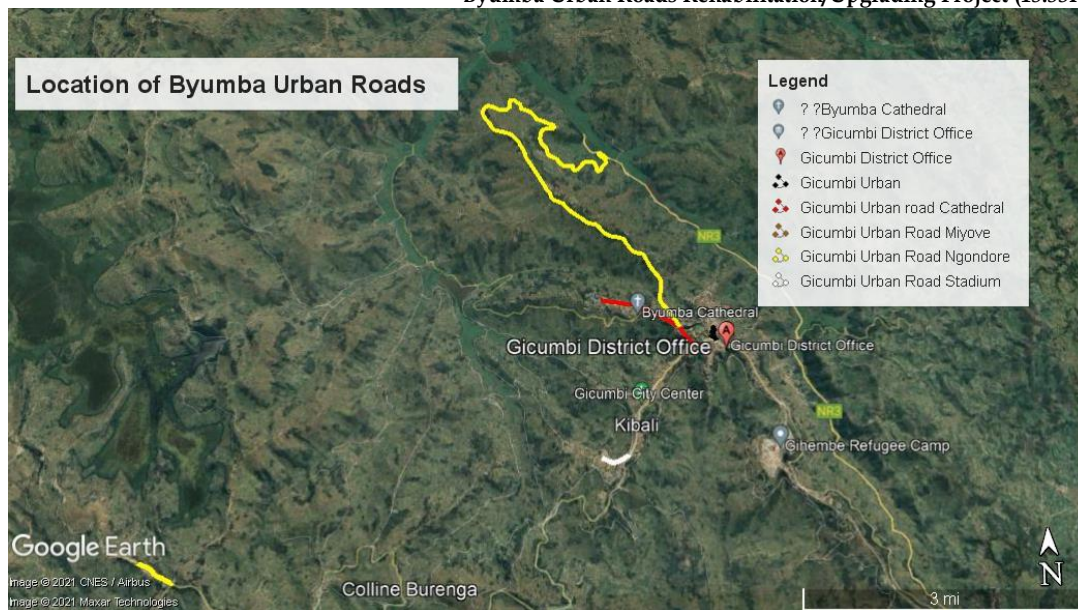 Byumba Urban Roads Rehabilitation/Upgrading Project (15.551
Location of Byumba Urban Roads
Legend
? ?Byumba Cathedral
? ?Gicumbi District Office
Gicumbi District Office
Gicumbi Urban
Gicumbi Urban road Cathedral
Gicumbi Urban Road Miyove
Gicumbi Urban Road Ngondore
Gicumbi Urban Road Stadium
NR3
Byumba Cathedral
A
Gicumbi District Office
Gicumbi District Office
Gicumbi City Center
NR3
Kibali
Gihembe Refugee Camp
Google Earth
Image © 2021 CNES / Airbus
Image © 2021 Maxar Technologies
Colline Burenga
N
3 mi